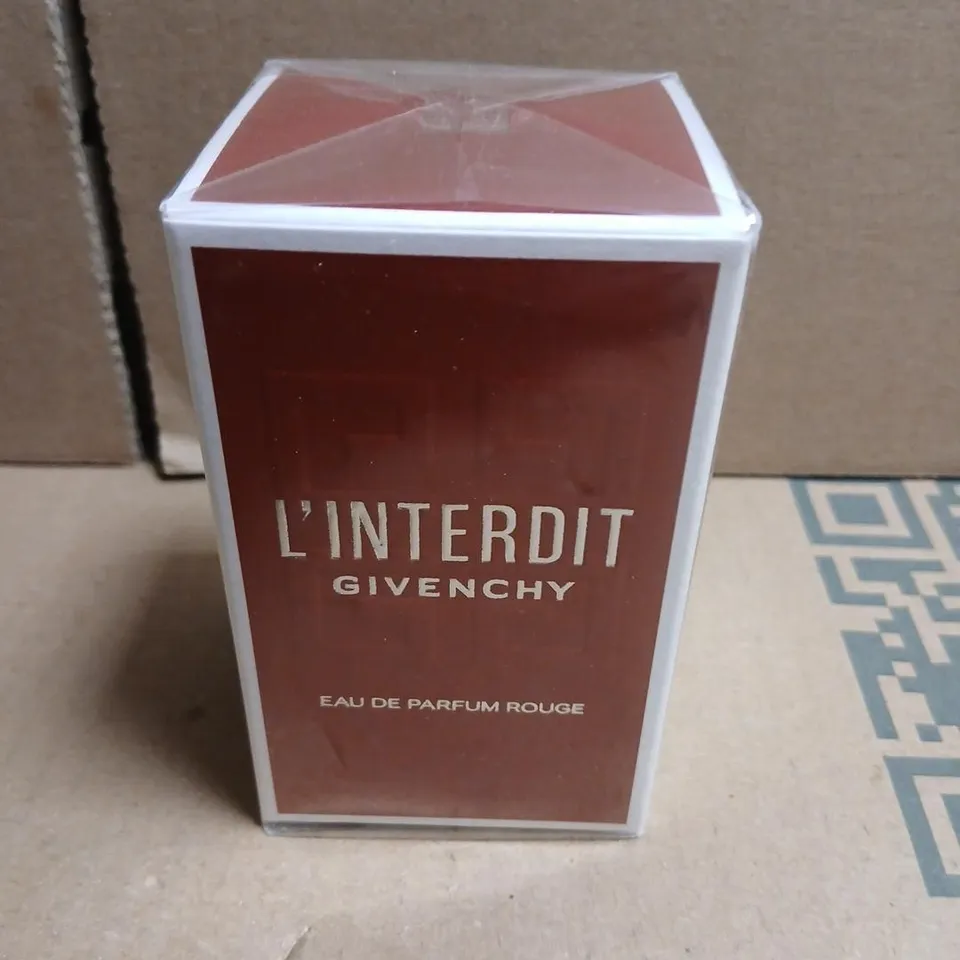 L'INTERDIT
GIVENCHY
EAU DE PARFUM ROUGE